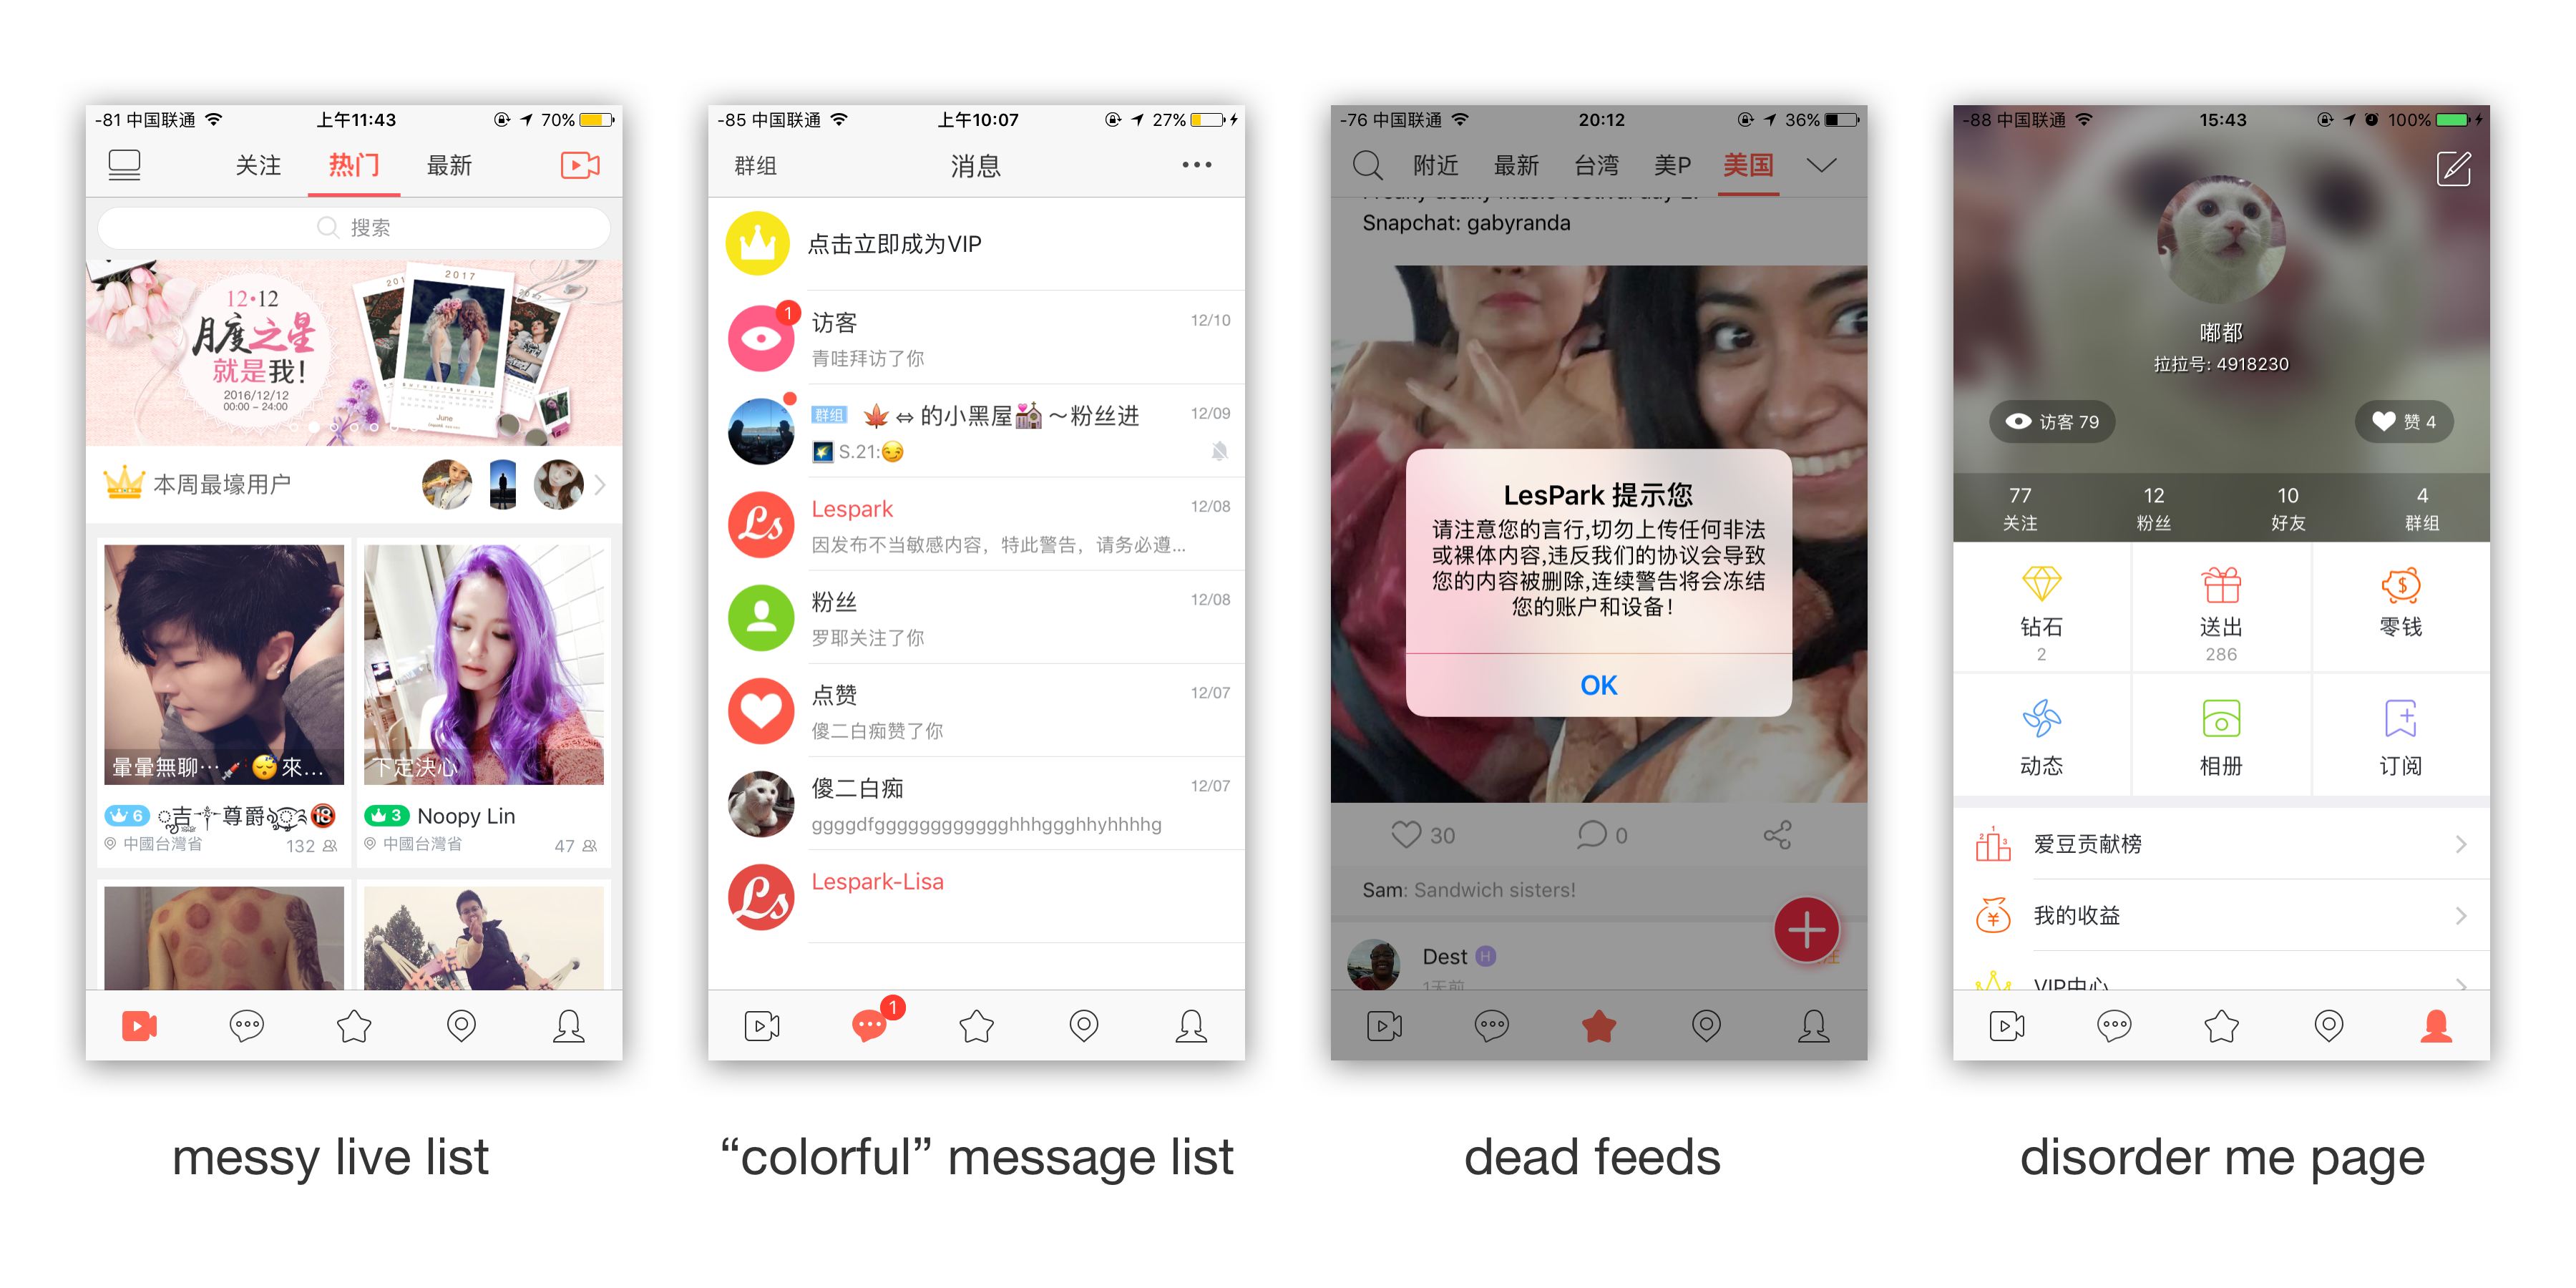 -81 中国联通 上午11:43 70%
关注 热门 最新
搜索
2017
12•12
月度之星
就是我!
2016/12/12
00:00 – 24:00
June
本周最壕用户
暈暈無聊…💉😴來...
下定決心
6 吉 尊爵 🔞
3 Noopy Lin
中國台灣省 132
中國台灣省 47
messy live list
-85 中国联通 上午10:07 27%
群组 消息 •••
点击立即成为VIP
1
访客 12/10
青哇拜访了你
群组 🍁⇔的小黑屋💒～粉丝进 12/09
🌠S.21:😏
Ls
Lespark 12/08
因发布不当敏感内容，特此警告，请务必遵...
粉丝 12/08
罗耶关注了你
点赞 12/07
傻二白痴赞了你
傻二白痴 12/07
ggggdfgggggggggggghhhggghhyhhhhg
Ls
Lespark-Lisa
1
“colorful” message list
-76 中国联通 20:12 36%
附近 最新 台湾 美P 美国
Freaky deaky music festival day 2.
Snapchat: gabyranda
LesPark 提示您
请注意您的言行,切勿上传任何非法
或裸体内容,违反我们的协议会导致
您的内容被删除,连续警告将会冻结
您的账户和设备!
OK
30 0
Sam: Sandwich sisters!
Dest H
1天前
dead feeds
-88 中国联通 15:43 100%
嘟都
拉拉号: 4918230
访客 79 赞 4
77 12 10 4
关注 粉丝 好友 群组
钻石 送出 零钱
2 286
动态 相册 订阅
爱豆贡献榜
我的收益
VIP中心
disorder me page